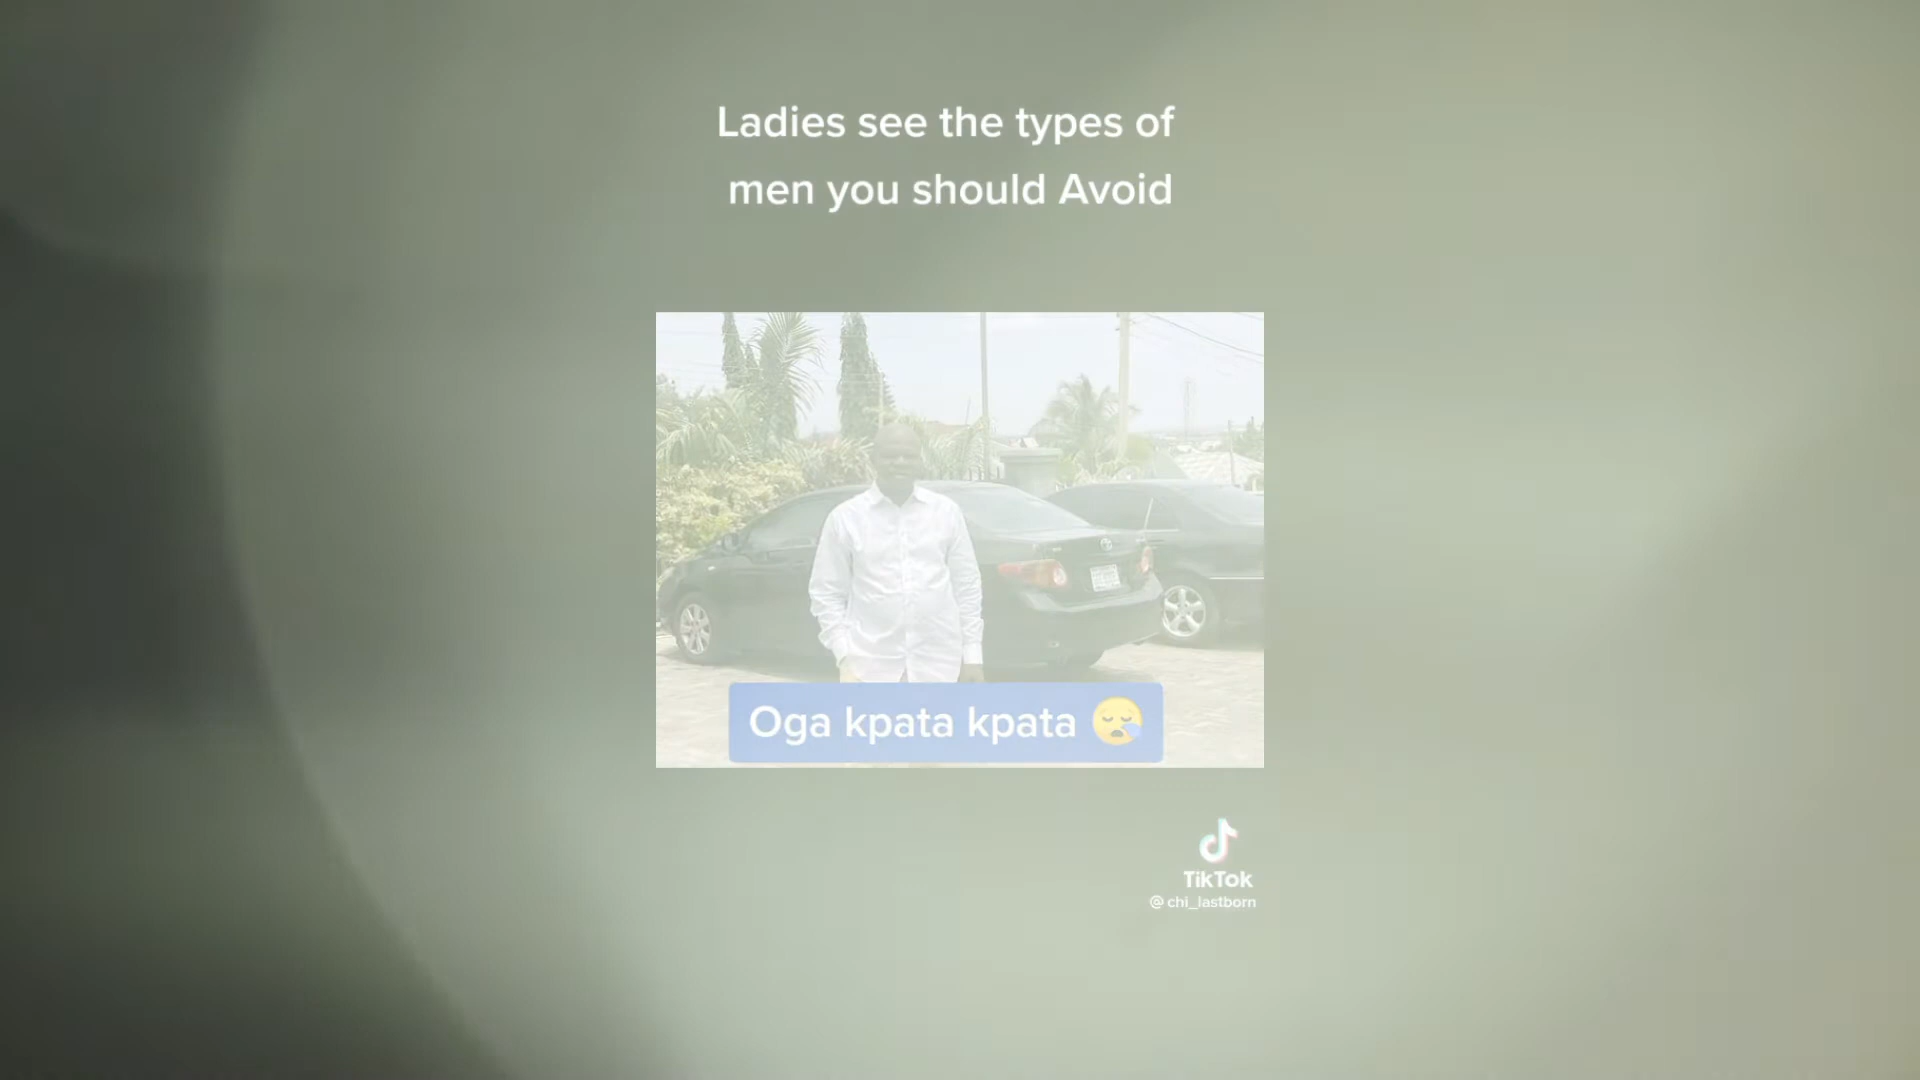 Ladies see the types of
men you should Avoid
Oga kpata kpata 😪
TikTok
@chi_lastborn